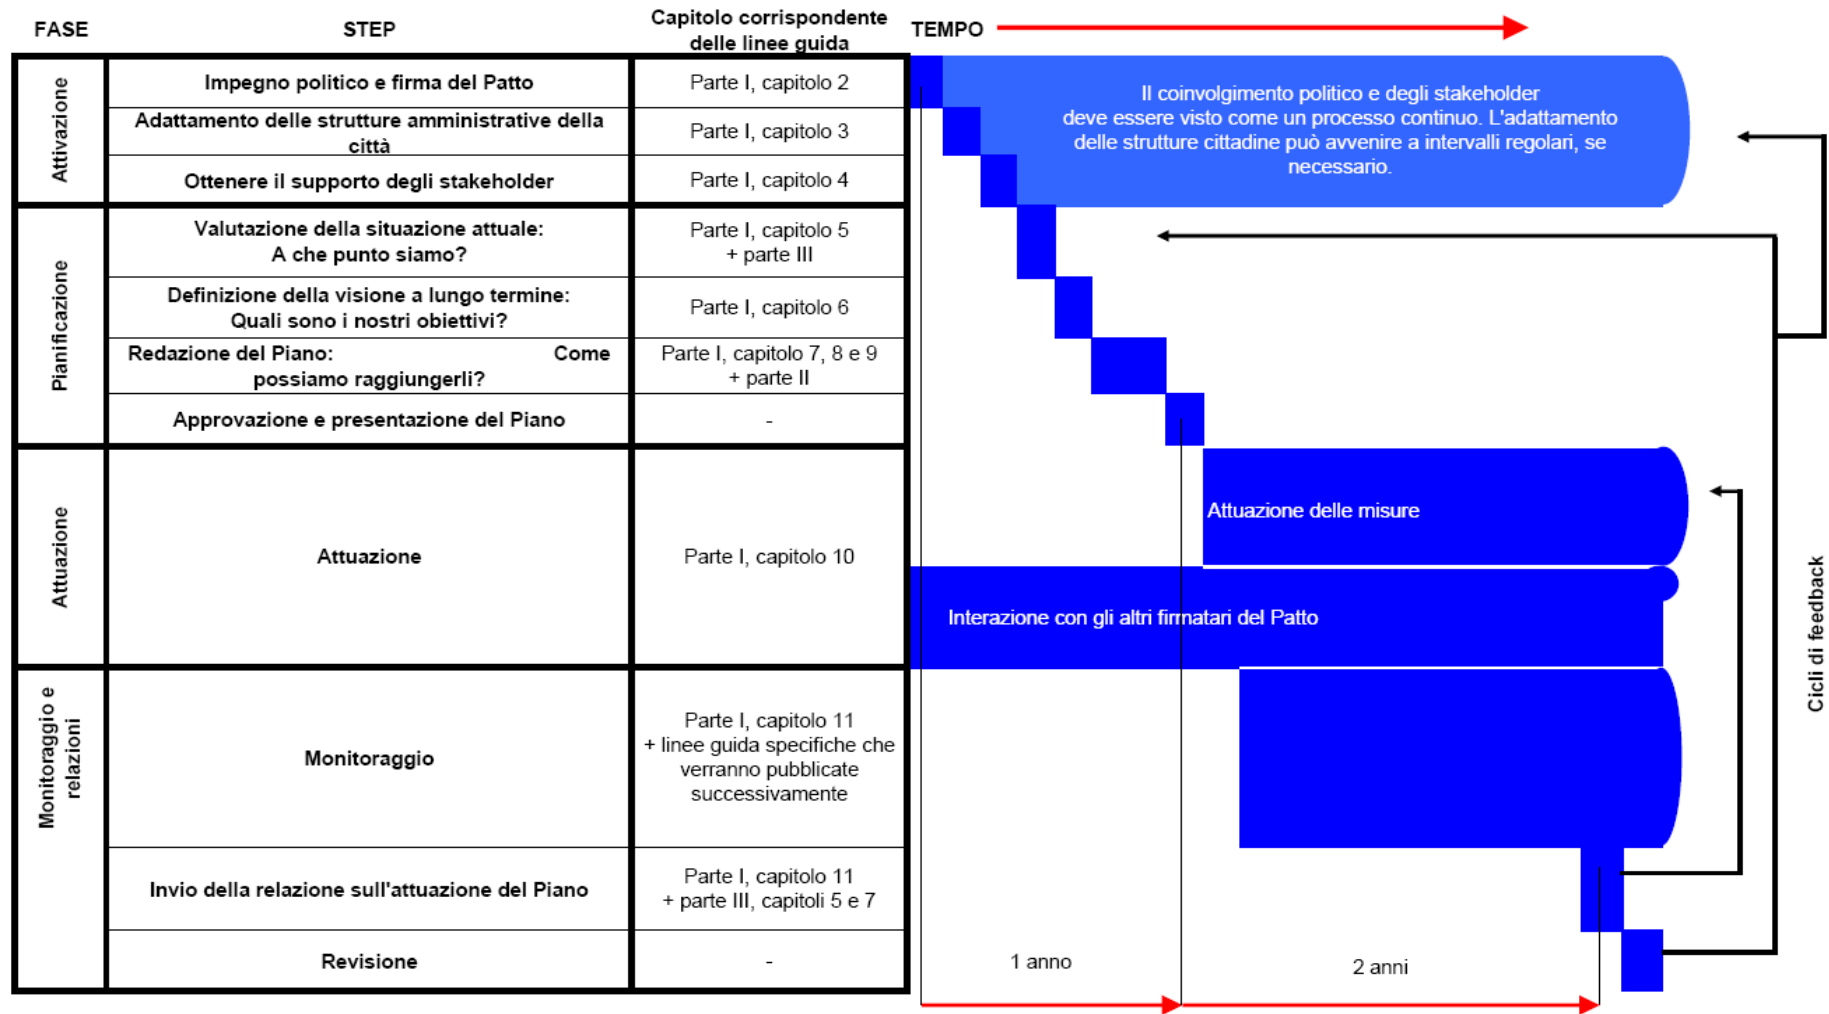 FASE
STEP
Capitolo corrispondente
delle linee guida
TEMPO
Attivazione
Impegno politico e firma del Patto
Parte I, capitolo 2
Adattamento delle strutture amministrative della
città
Parte I, capitolo 3
Ottenere il supporto degli stakeholder
Parte I, capitolo 4
Il coinvolgimento politico e degli stakeholder
deve essere visto come un processo continuo. L'adattamento
delle strutture cittadine può avvenire a intervalli regolari, se
necessario.
Pianificazione
Valutazione della situazione attuale:
A che punto siamo?
Parte I, capitolo 5
+ parte III
Definizione della visione a lungo termine:
Quali sono i nostri obiettivi?
Parte I, capitolo 6
Redazione del Piano: Come
possiamo raggiungerli?
Parte I, capitolo 7, 8 e 9
+ parte II
Approvazione e presentazione del Piano
-
Attuazione
Attuazione
Parte I, capitolo 10
Attuazione delle misure
Interazione con gli altri firmatari del Patto
Monitoraggio e
relazioni
Monitoraggio
Parte I, capitolo 11
+ linee guida specifiche che
verranno pubblicate
successivamente
Invio della relazione sull'attuazione del Piano
Parte I, capitolo 11
+ parte III, capitoli 5 e 7
Revisione
-
1 anno
2 anni
Cicli di feedback